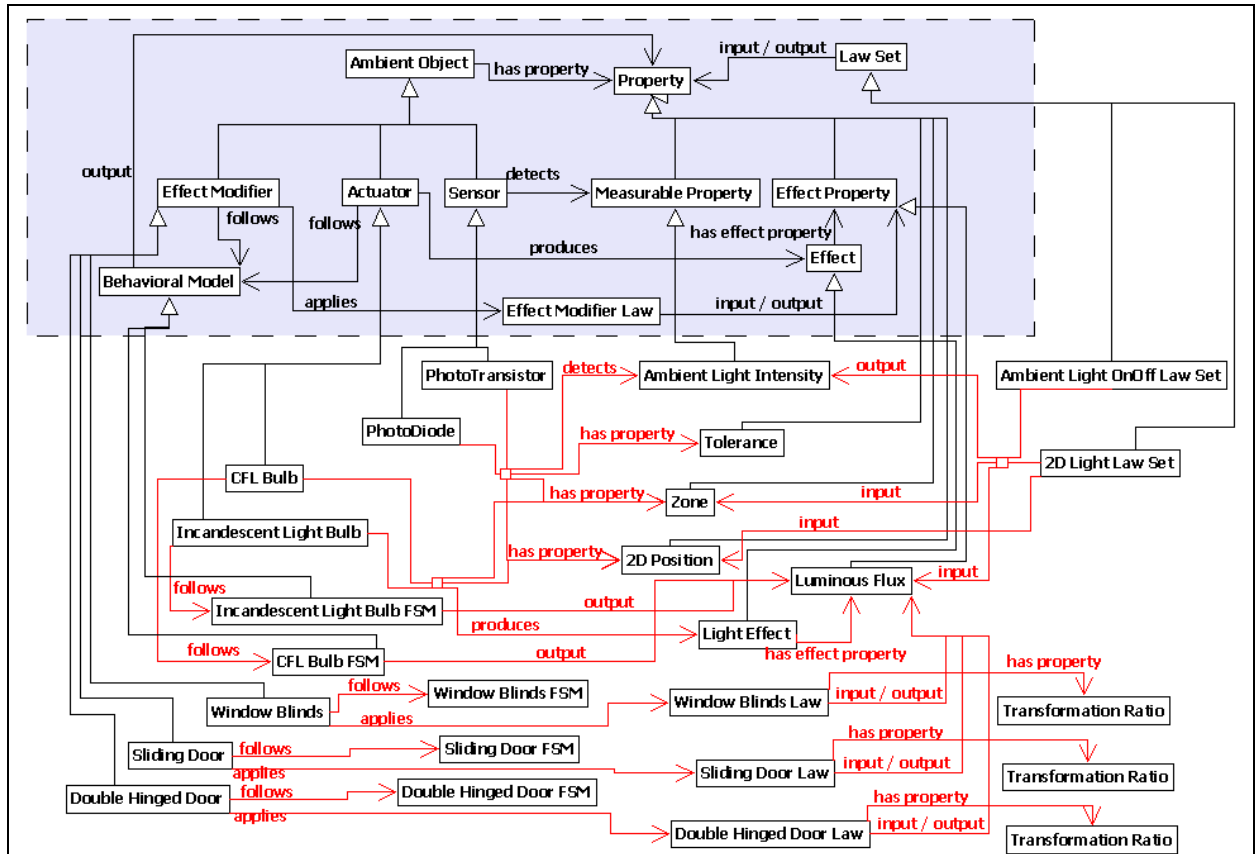 input / output
Law Set
Ambient Object
has property
Property
output
Effect Modifier
Actuator
Sensor
detects
Measurable Property
Effect Property
follows
follows
has effect property
produces
Effect
Behavioral Model
applies
Effect Modifier Law
input / output
PhotoTransistor
detects
Ambient Light Intensity
output
Ambient Light OnOff Law Set
PhotoDiode
has property
Tolerance
2D Light Law Set
CFL Bulb
has property
Zone
input
Incandescent Light Bulb
has property
2D Position
input
follows
Luminous Flux
input
Incandescent Light Bulb FSM
output
produces
Light Effect
has effect property
follows
CFL Bulb FSM
output
has property
Window Blinds
follows
Window Blinds FSM
applies
Window Blinds Law
input / output
Transformation Ratio
Sliding Door
follows
Sliding Door FSM
has property
applies
Sliding Door Law
input / output
Transformation Ratio
Double Hinged Door
follows
Double Hinged Door FSM
has property
applies
Double Hinged Door Law
input / output
Transformation Ratio